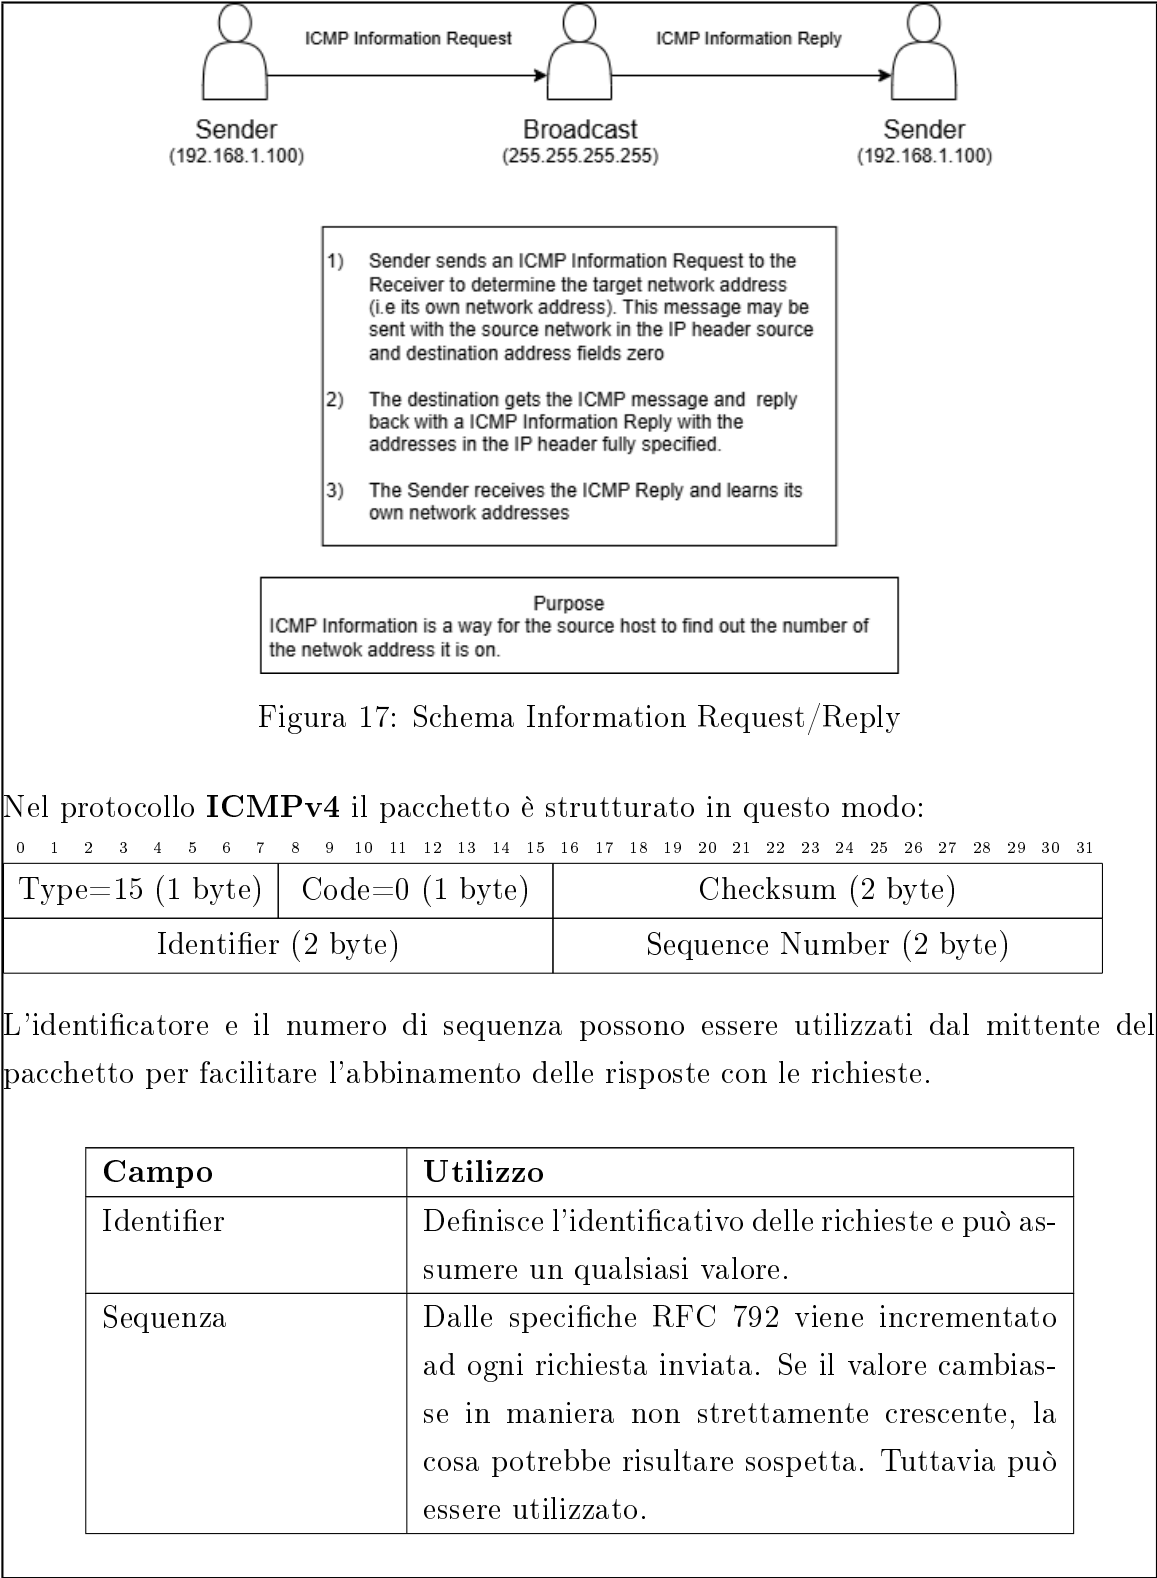 ICMP Information Request
ICMP Information Reply
Sender
(192.168.1.100)
Broadcast
(255.255.255.255)
Sender
(192.168.1.100)
1) Sender sends an ICMP Information Request to the
Receiver to determine the target network address
(i.e its own network address). This message may be
sent with the source network in the IP header source
and destination address fields zero
2) The destination gets the ICMP message and reply
back with a ICMP Information Reply with the
addresses in the IP header fully specified.
3) The Sender receives the ICMP Reply and learns its
own network addresses
Purpose
ICMP Information is a way for the source host to find out the number of
the netwok address it is on.
Figura 17: Schema Information Request/Reply
Nel protocollo ICMPv4 il pacchetto è strutturato in questo modo:
0 1 2 3 4 5 6 7 8 9 10 11 12 13 14 15 16 17 18 19 20 21 22 23 24 25 26 27 28 29 30 31
Type=15 (1 byte) Code=0 (1 byte) Checksum (2 byte)
Identifier (2 byte) Sequence Number (2 byte)
L'identificatore e il numero di sequenza possono essere utilizzati dal mittente del
pacchetto per facilitare l'abbinamento delle risposte con le richieste.
Campo Utilizzo
Identifier Definisce l'identificativo delle richieste e può as-
sumere un qualsiasi valore.
Sequenza Dalle specifiche RFC 792 viene incrementato
ad ogni richiesta inviata. Se il valore cambias-
se in maniera non strettamente crescente, la
cosa potrebbe risultare sospetta. Tuttavia può
essere utilizzato.